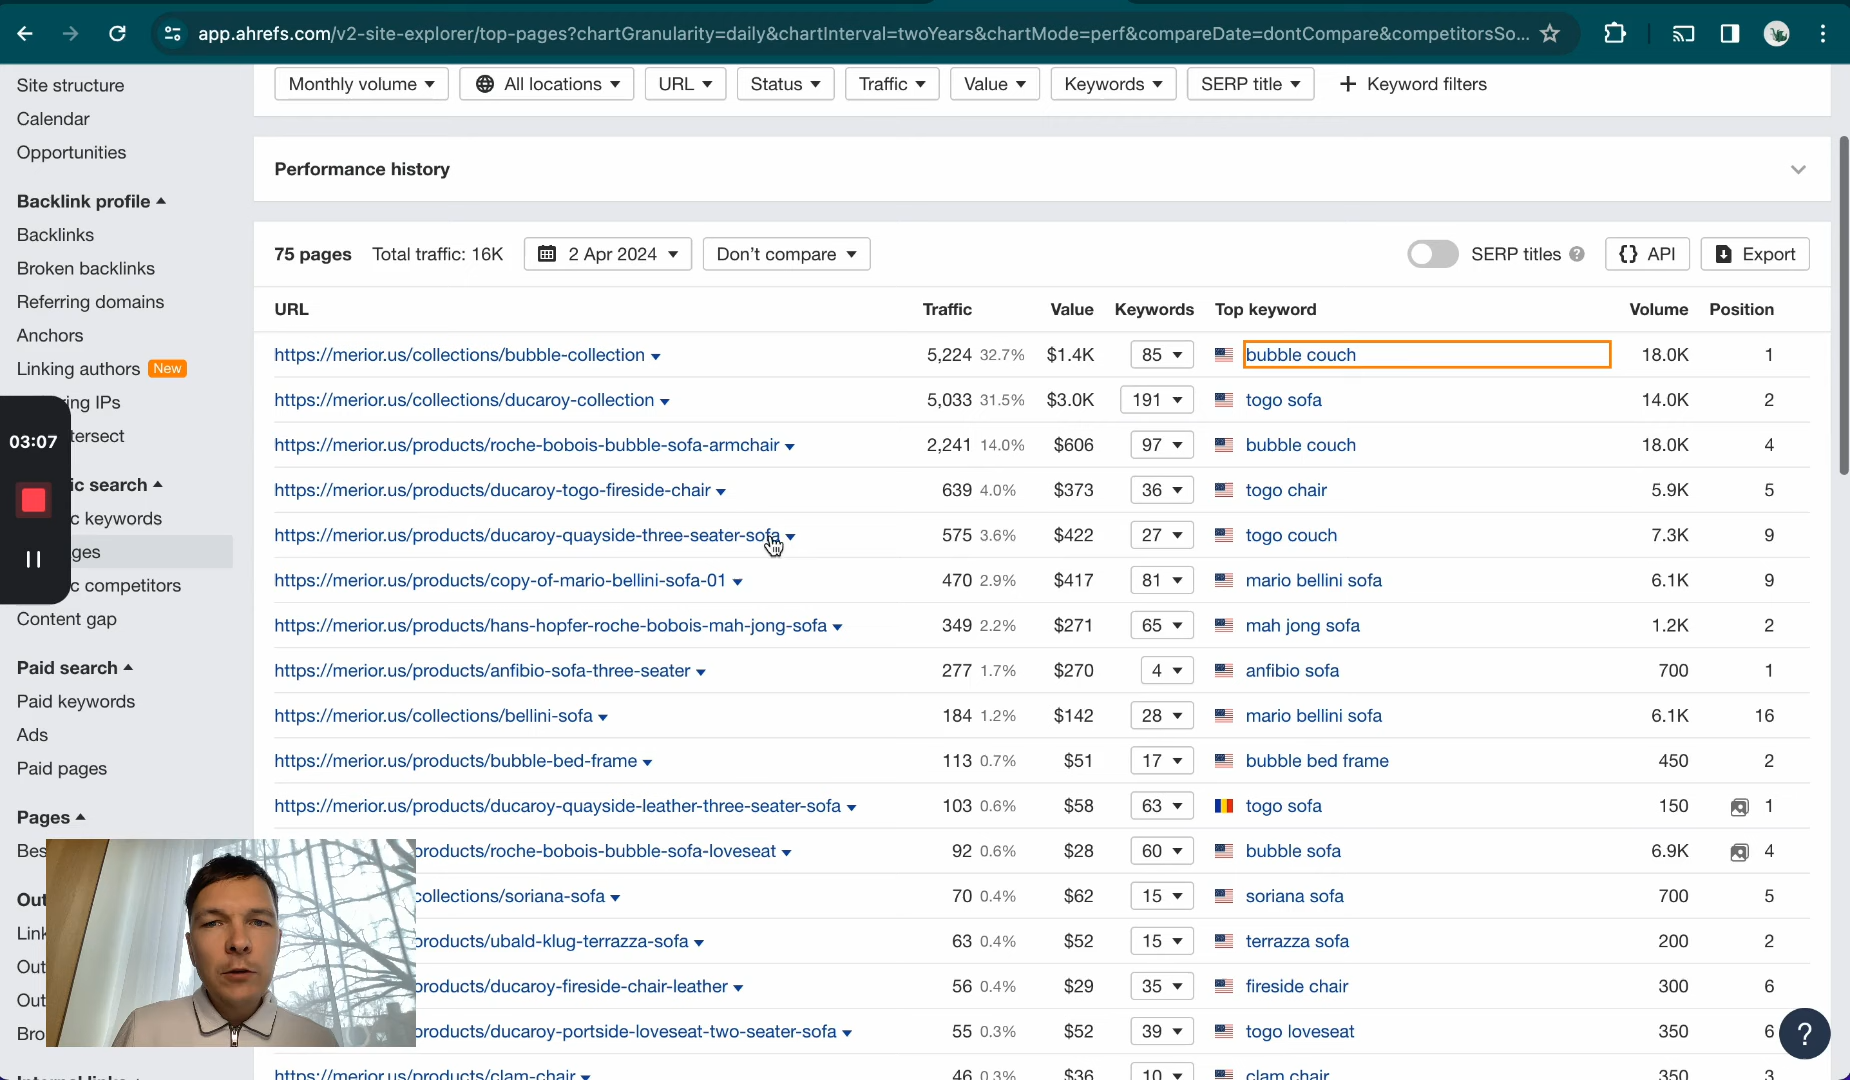 app.ahrefs.com/v2-site-explorer/top-pages?chartGranularity=daily&chartInterval=twoYears&chartMode=perf&compareDate=dontCompare&competitorsSo...
Site structure
Calendar
Opportunities
Backlink profile
Backlinks
Broken backlinks
Referring domains
Anchors
Linking authors New
ring IPs
tersect
ic search
c keywords
ges
c competitors
Content gap
Paid search
Paid keywords
Ads
Paid pages
Pages
Bes
Out
Link
Out
Out
Bro
03:07
Monthly volume All locations URL Status Traffic Value Keywords SERP title + Keyword filters
Performance history
75 pages Total traffic: 16K 2 Apr 2024 Don't compare SERP titles ? {} API Export
URL Traffic Value Keywords Top keyword Volume Position
https://merior.us/collections/bubble-collection 5,224 32.7% $1.4K 85 bubble couch 18.0K 1
https://merior.us/collections/ducaroy-collection 5,033 31.5% $3.0K 191 togo sofa 14.0K 2
https://merior.us/products/roche-bobois-bubble-sofa-armchair 2,241 14.0% $606 97 bubble couch 18.0K 4
https://merior.us/products/ducaroy-togo-fireside-chair 639 4.0% $373 36 togo chair 5.9K 5
https://merior.us/products/ducaroy-quayside-three-seater-sofa 575 3.6% $422 27 togo couch 7.3K 9
https://merior.us/products/copy-of-mario-bellini-sofa-01 470 2.9% $417 81 mario bellini sofa 6.1K 9
https://merior.us/products/hans-hopfer-roche-bobois-mah-jong-sofa 349 2.2% $271 65 mah jong sofa 1.2K 2
https://merior.us/products/anfibio-sofa-three-seater 277 1.7% $270 4 anfibio sofa 700 1
https://merior.us/collections/bellini-sofa 184 1.2% $142 28 mario bellini sofa 6.1K 16
https://merior.us/products/bubble-bed-frame 113 0.7% $51 17 bubble bed frame 450 2
https://merior.us/products/ducaroy-quayside-leather-three-seater-sofa 103 0.6% $58 63 togo sofa 150 1
products/roche-bobois-bubble-sofa-loveseat 92 0.6% $28 60 bubble sofa 6.9K 4
collections/soriana-sofa 70 0.4% $62 15 soriana sofa 700 5
products/ubald-klug-terrazza-sofa 63 0.4% $52 15 terrazza sofa 200 2
products/ducaroy-fireside-chair-leather 56 0.4% $29 35 fireside chair 300 6
products/ducaroy-portside-loveseat-two-seater-sofa 55 0.3% $52 39 togo loveseat 350 6
https://merior.us/products/clam-chair 46 0.3% $36 10 clam chair 350 3
?